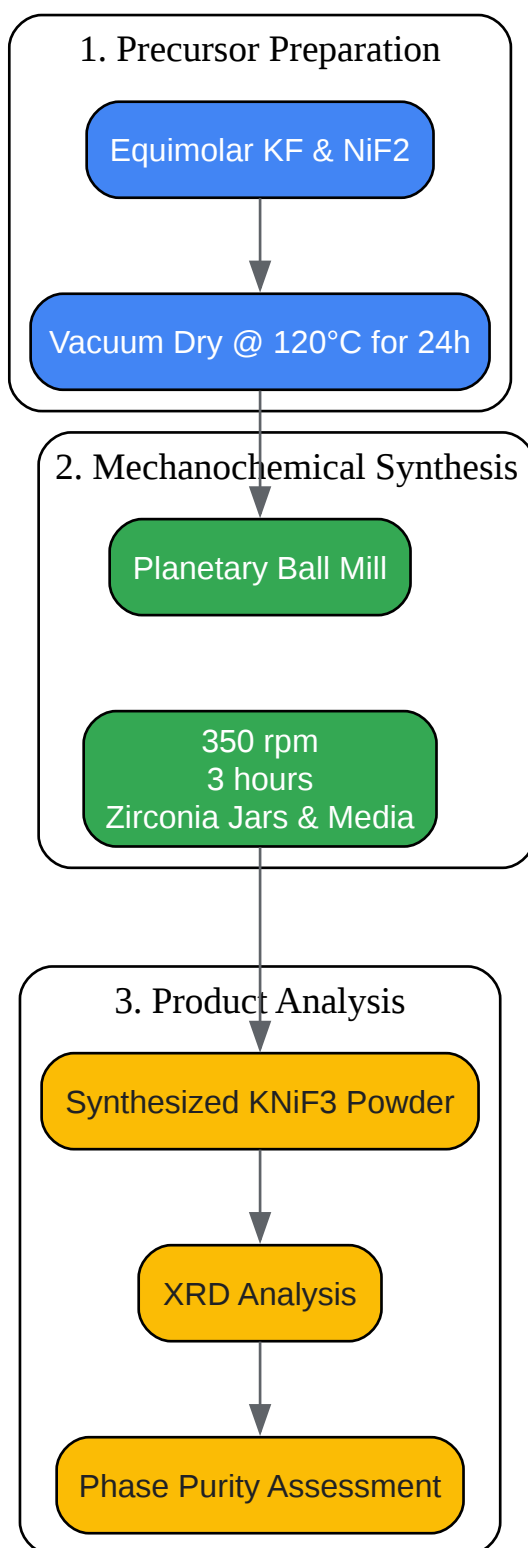 1. Precursor Preparation
Equimolar KF & NiF2
Vacuum Dry @ 120°C for 24h
2. Mechanochemical Synthesis
Planetary Ball Mill
350 rpm
3 hours
Zirconia Jars & Media
3. Product Analysis
Synthesized KNiF3 Powder
XRD Analysis
Phase Purity Assessment